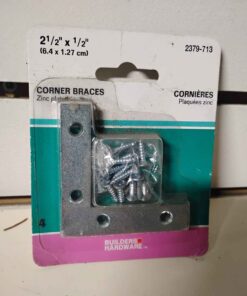 2 1/2" x 1/2"
(6.4 x 1.27 cm)
2379-713
CORNER BRACES
Zinc plated
CORNIÈRES
Plaquées zinc
4
BUILDERS
HARDWARE™